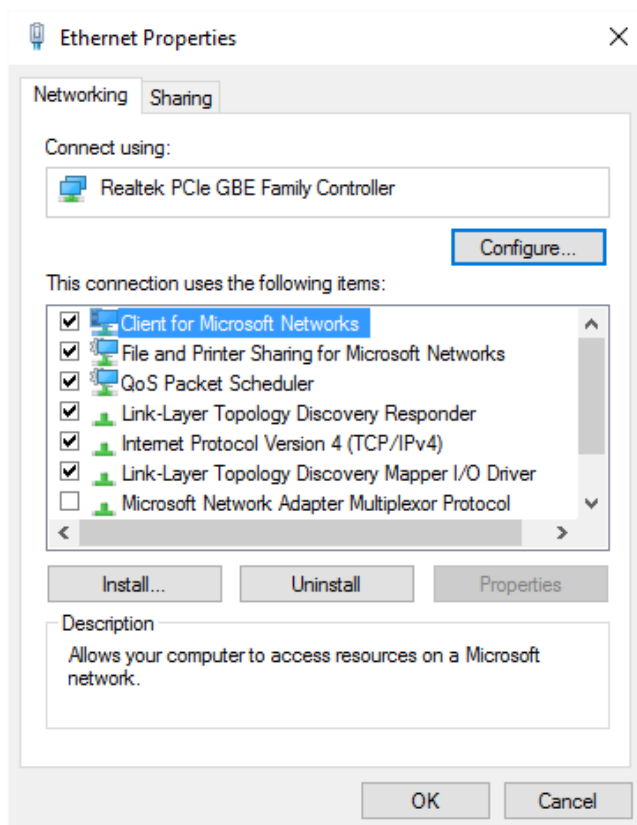 Ethernet Properties
Networking Sharing
Connect using:
Realtek PCIe GBE Family Controller
Configure...
This connection uses the following items:
Client for Microsoft Networks
File and Printer Sharing for Microsoft Networks
QoS Packet Scheduler
Link-Layer Topology Discovery Responder
Internet Protocol Version 4 (TCP/IPv4)
Link-Layer Topology Discovery Mapper I/O Driver
Microsoft Network Adapter Multiplexor Protocol
Install... Uninstall Properties
Description
Allows your computer to access resources on a Microsoft
network.
OK Cancel